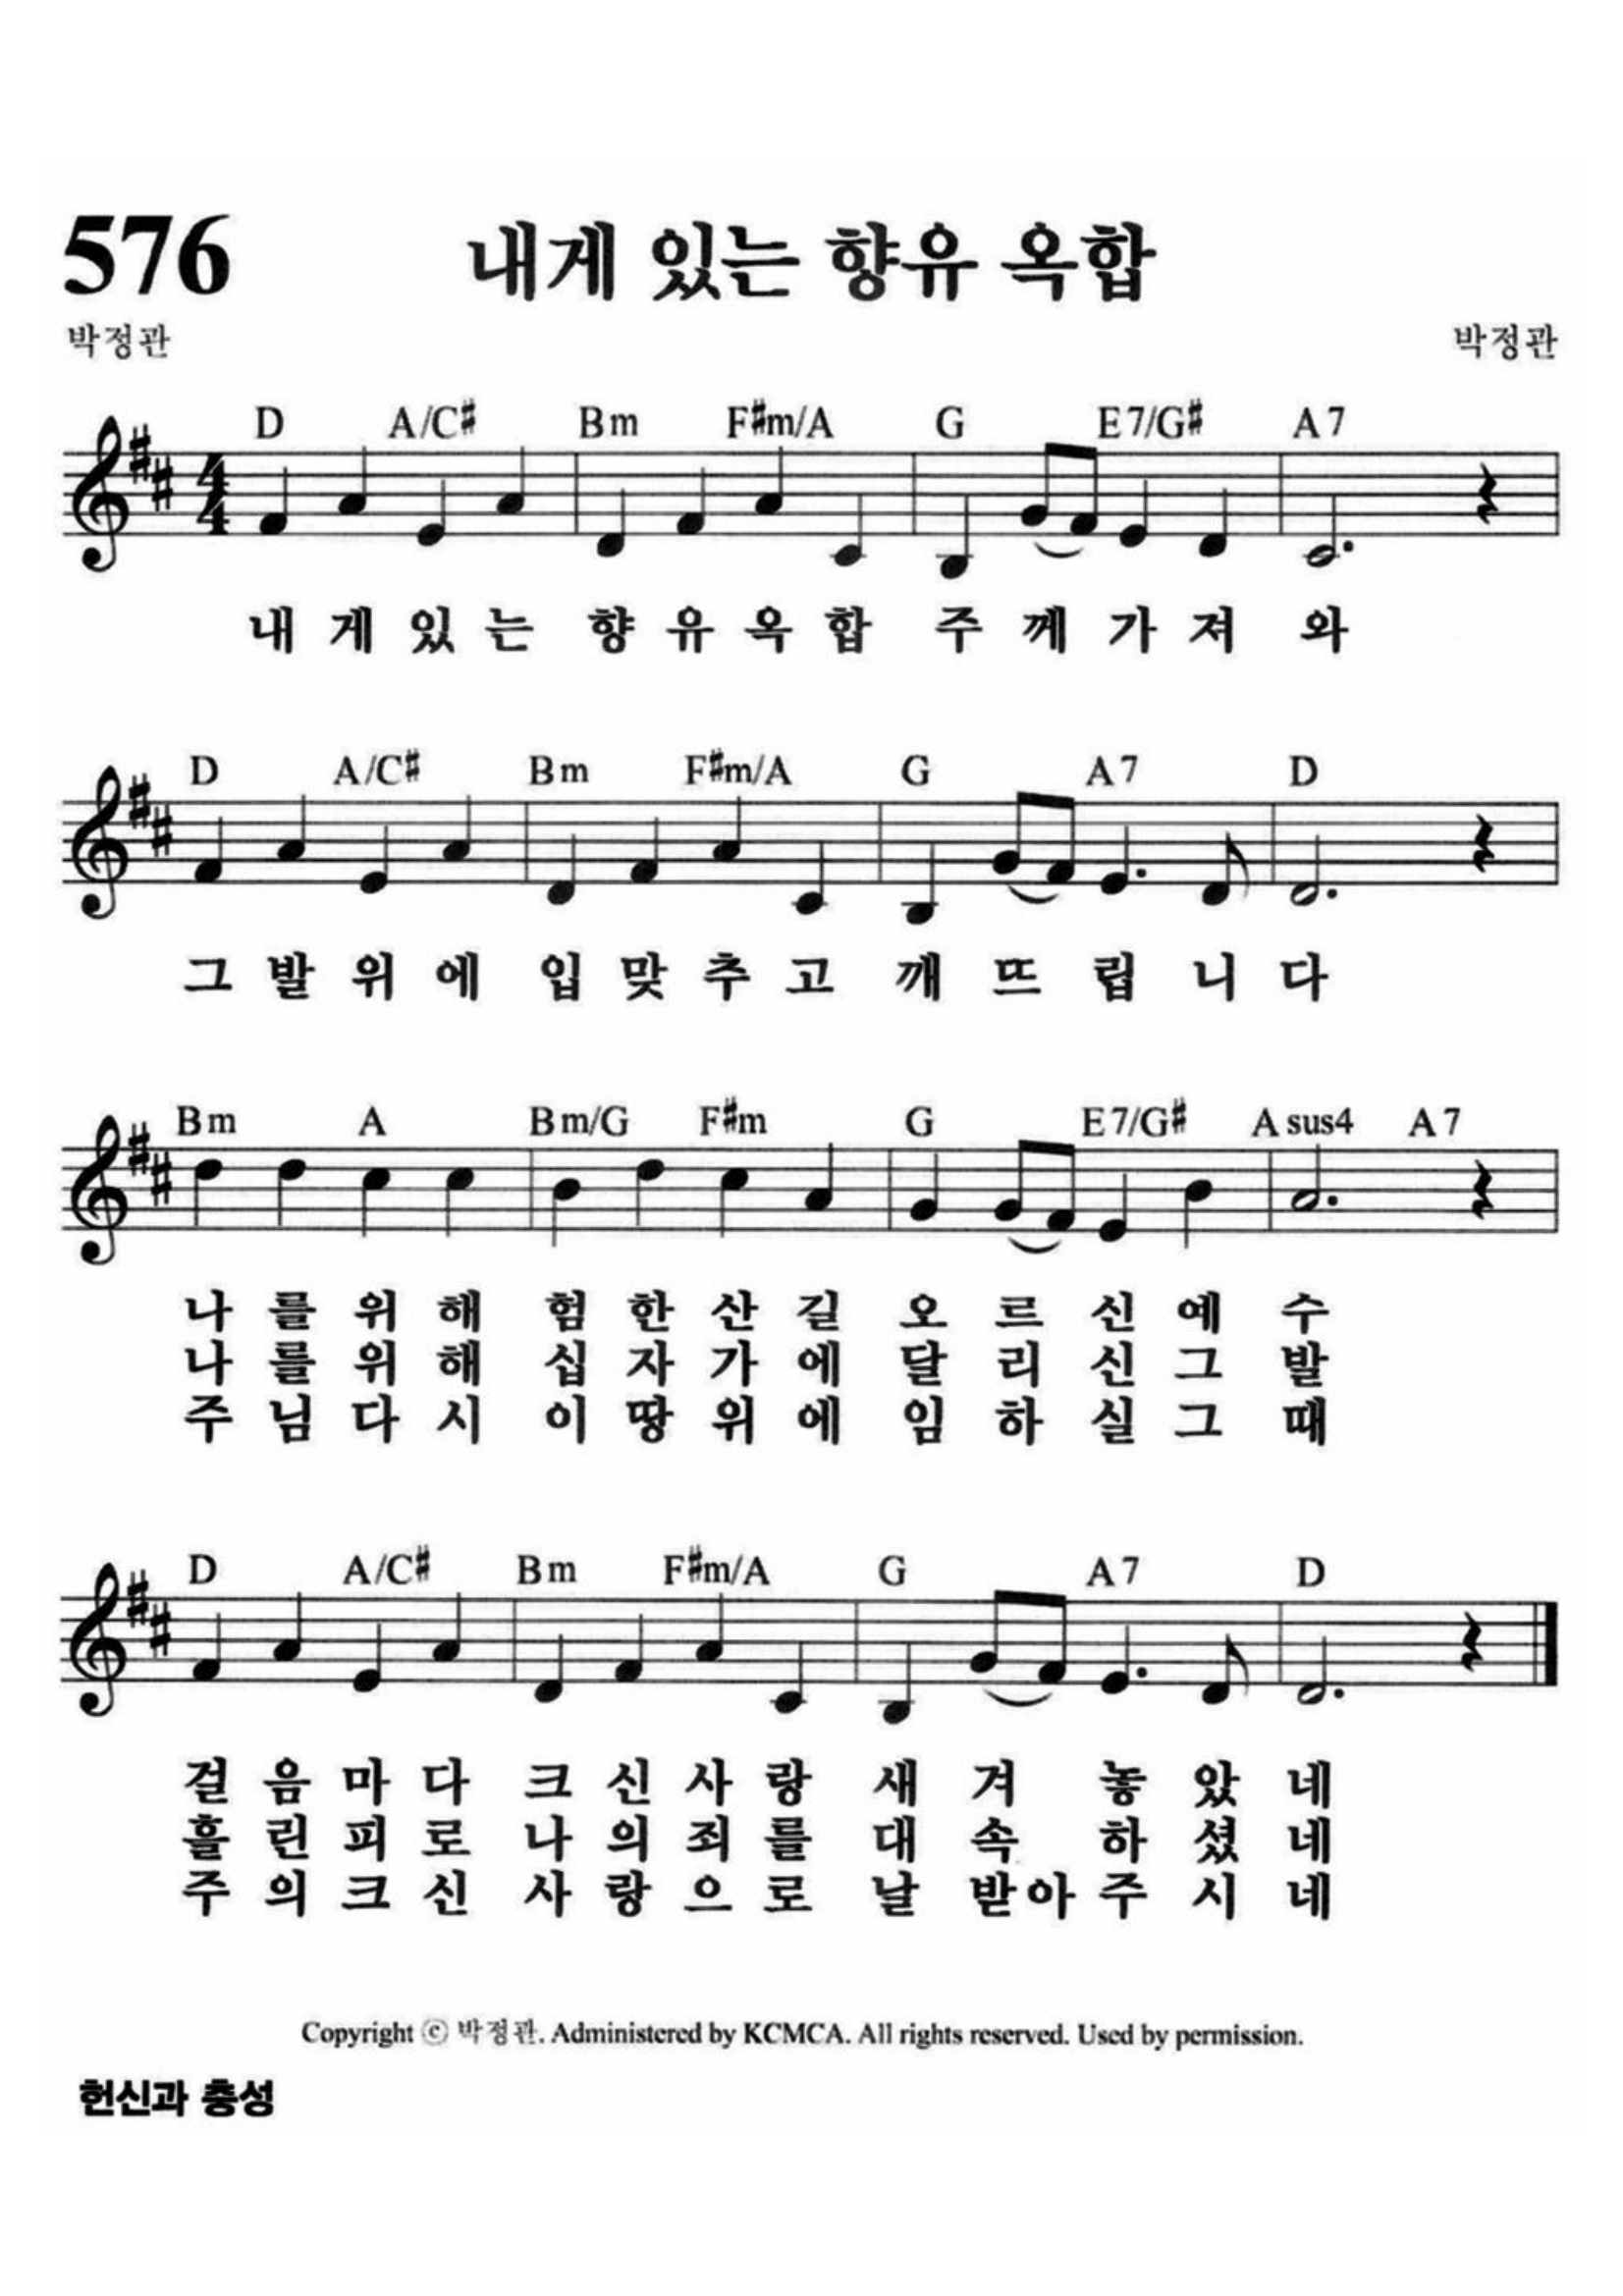 576 내게 있는 향유 옥합
박정관 박정관
D A/C# Bm F#m/A G E7/G# A7
4
4
내 게 있 는 향 유 옥 합 주 께 가 져 와
D A/C# Bm F#m/A G A7 D
그 발 위 에 입 맞 추 고 깨 뜨 립 니 다
Bm A Bm/G F#m G E7/G# Asus4 A7
나 를 위 해 험 한 산 길 오 르 신 예 수
나 를 위 해 십 자 가 에 달 리 신 그 발
주 님 다 시 이 땅 위 에 임 하 실 그 때
D A/C# Bm F#m/A G A7 D
걸 음 마 다 크 신 사 랑 새 겨 놓 았 네
흘 린 피 로 나 의 죄 를 대 속 하 셨 네
주 의 크 신 사 랑 으 로 날 받아 주 시 네
Copyright ⓒ 박정관. Administered by KCMCA. All rights reserved. Used by permission.
헌신과 충성